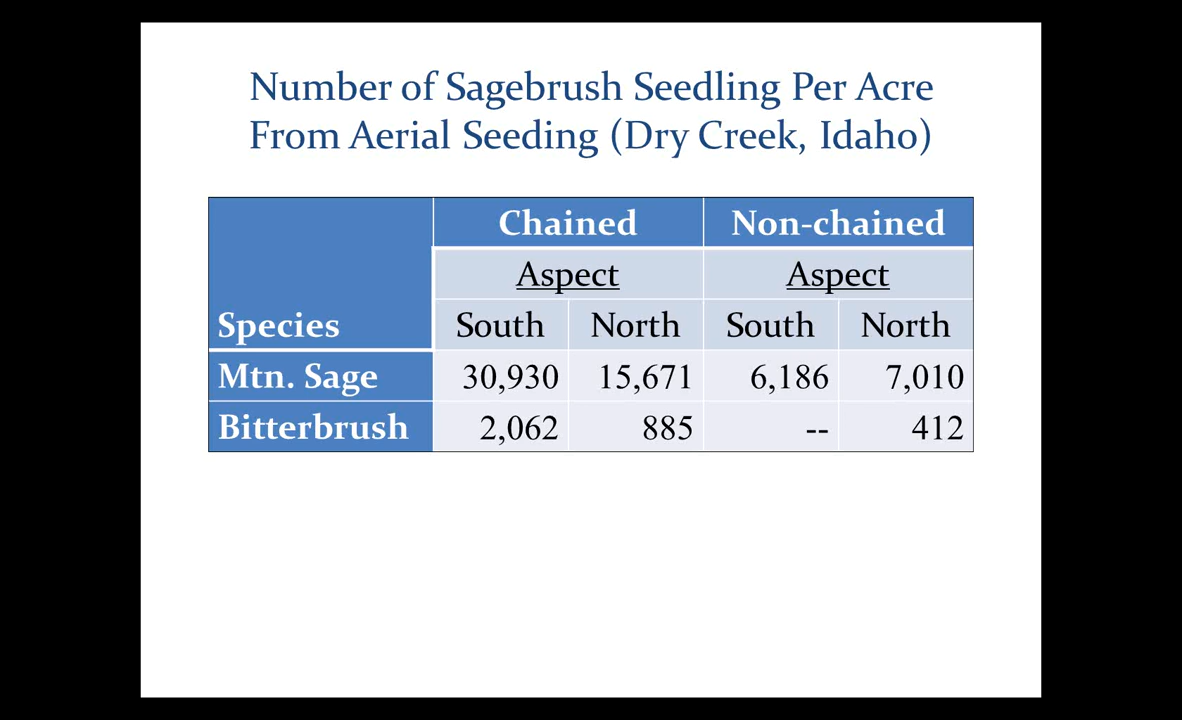 Number of Sagebrush Seedling Per Acre
From Aerial Seeding (Dry Creek, Idaho)
Chained Non-chained
Aspect Aspect
Species South North South North
Mtn. Sage 30,930 15,671 6,186 7,010
Bitterbrush 2,062 885 -- 412